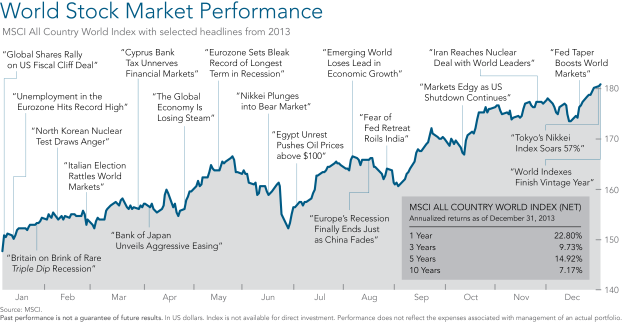 World Stock Market Performance
MSCI All Country World Index with selected headlines from 2013
“Global Shares Rally
on US Fiscal Cliff Deal”
“Cyprus Bank
Tax Unnerves
Financial Markets”
“Eurozone Sets Bleak
Record of Longest
Term in Recession”
“Emerging World
Loses Lead in
Economic Growth”
“Iran Reaches Nuclear
Deal with World Leaders”
“Fed Taper
Boosts World
Markets”
“Unemployment in the
Eurozone Hits Record High”
“The Global
Economy Is
Losing Steam”
“Nikkei Plunges
into Bear Market”
“Markets Edgy as US
Shutdown Continues”
“North Korean Nuclear
Test Draws Anger”
“Egypt Unrest
Pushes Oil Prices
above $100”
“Fear of
Fed Retreat
Roils India”
“Italian Election
Rattles World
Markets”
“Tokyo’s Nikkei
Index Soars 57%”
“World Indexes
Finish Vintage Year”
“Britain on Brink of Rare
Triple Dip Recession”
“Bank of Japan
Unveils Aggressive Easing”
“Europe’s Recession
Finally Ends Just
as China Fades”
MSCI ALL COUNTRY WORLD INDEX (NET)
Annualized returns as of December 31, 2013
1 Year 22.80%
3 Years 9.73%
5 Years 14.92%
10 Years 7.17%
180
170
160
150
140
Jan Feb Mar Apr May Jun Jul Aug Sep Oct Nov Dec
Source: MSCI.
Past performance is not a guarantee of future results. In US dollars. Index is not available for direct investment. Performance does not reflect the expenses associated with management of an actual portfolio.